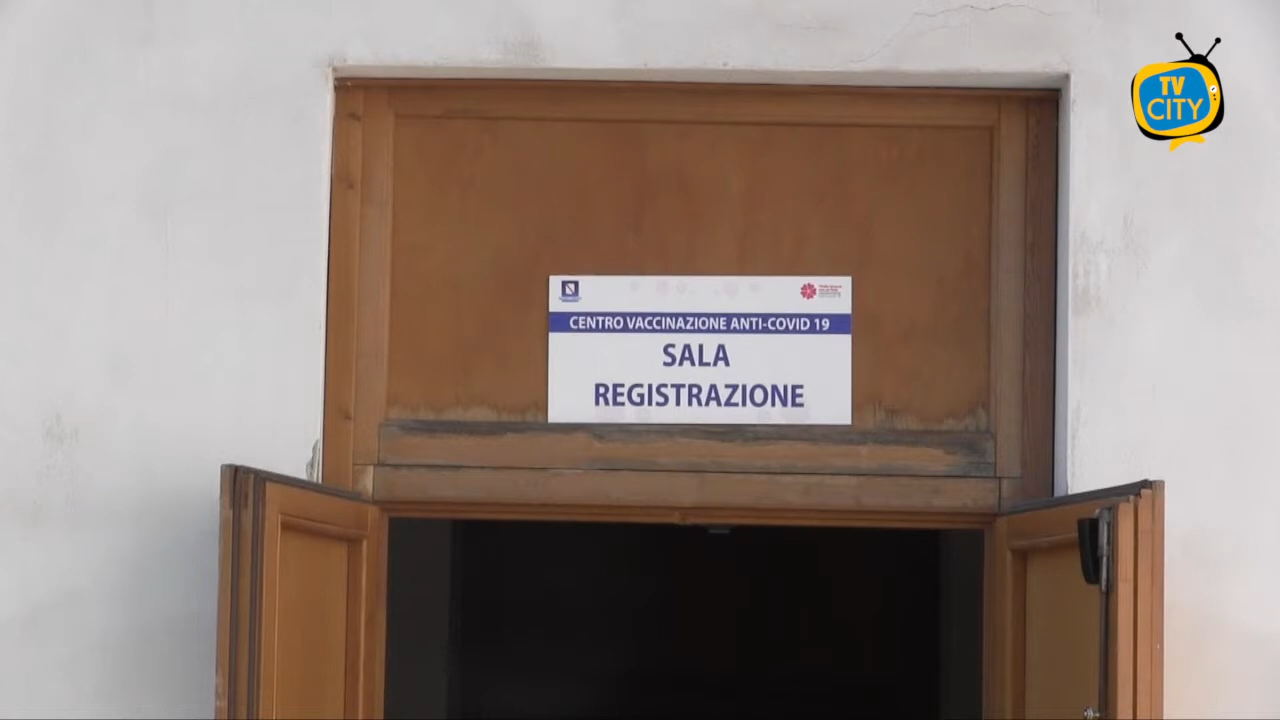 TV
CITY
CENTRO VACCINAZIONE ANTI-COVID 19
SALA
REGISTRAZIONE